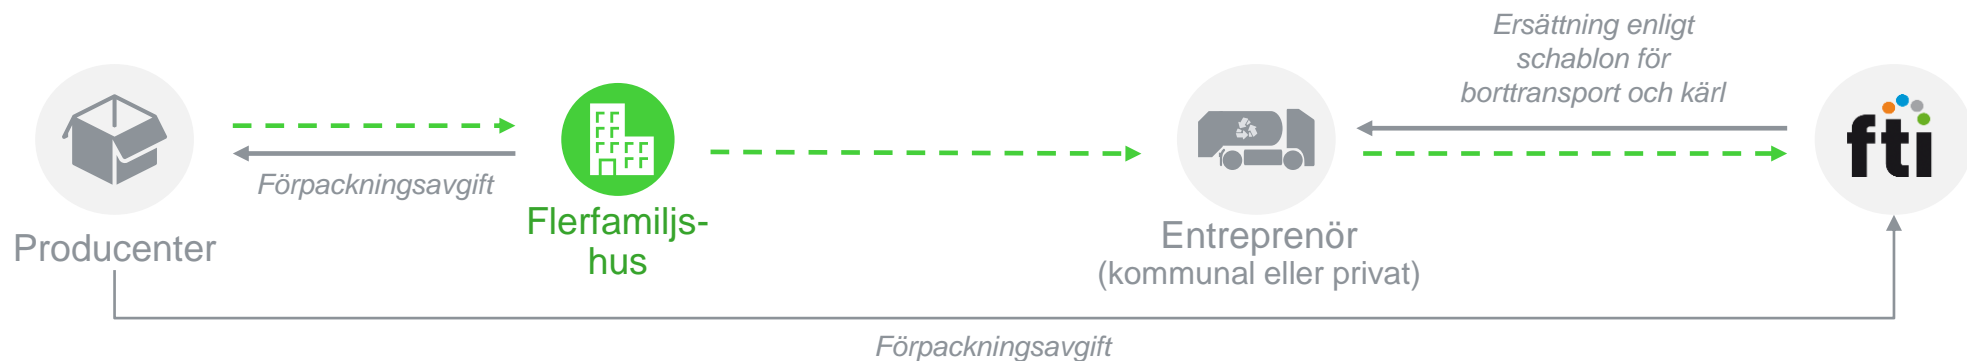 Ersättning enligt
schablon för
borttransport och kärl
fti
Förpackningsavgift
Flerfamiljs-
hus
Producenter
Entreprenör
(kommunal eller privat)
Förpackningsavgift